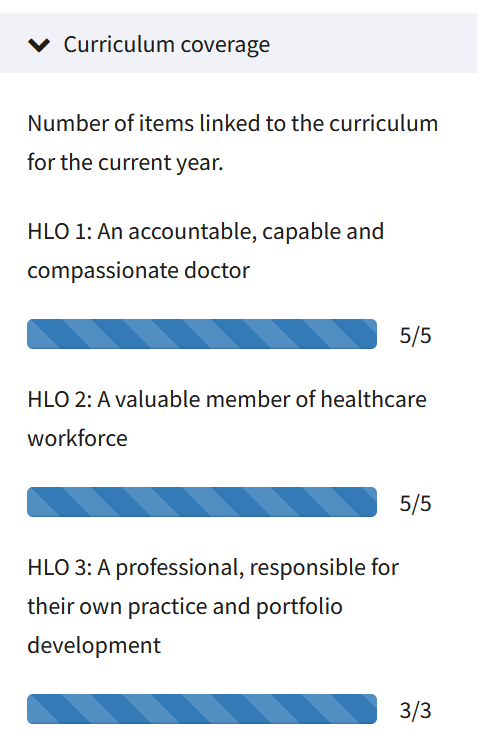 Curriculum coverage
Number of items linked to the curriculum
for the current year.
HLO 1: An accountable, capable and
compassionate doctor
5/5
HLO 2: A valuable member of healthcare
workforce
5/5
HLO 3: A professional, responsible for
their own practice and portfolio
development
3/3